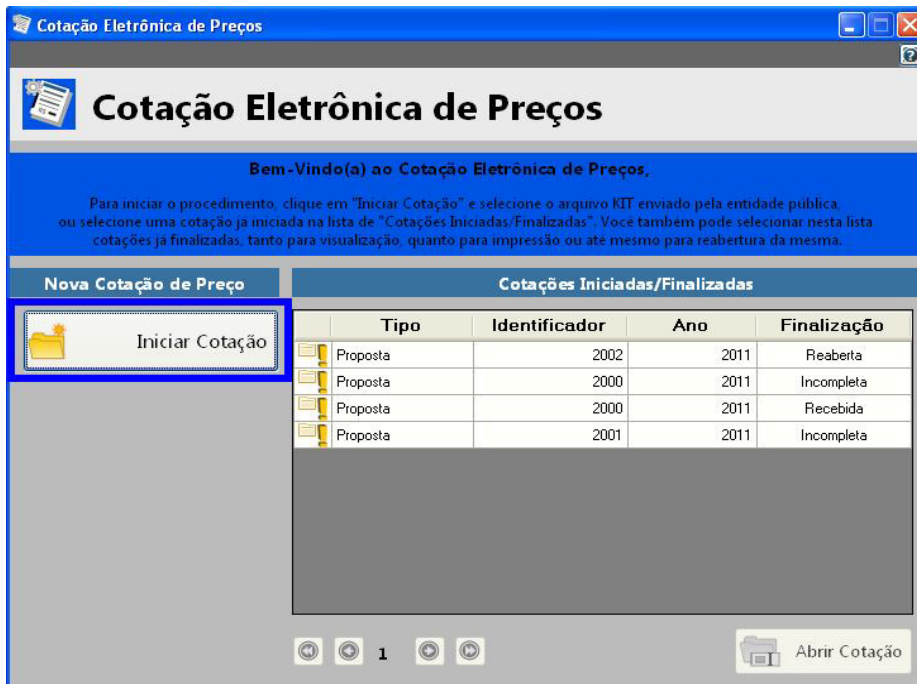 Cotação Eletrônica de Preços
Cotação Eletrônica de Preços
Bem-Vindo(a) ao Cotação Eletrônica de Preços,
Para iniciar o procedimento, clique em "Iniciar Cotação" e selecione o arquivo KIT enviado pela entidade pública,
ou selecione uma cotação já iniciada na lista de "Cotações Iniciadas/Finalizadas". Você também pode selecionar nesta lista
cotações já finalizadas, tanto para visualização, quanto para impressão ou até mesmo para reabertura da mesma.
Nova Cotação de Preço
Cotações Iniciadas/Finalizadas
Iniciar Cotação
Tipo Identificador Ano Finalização
Proposta 2002 2011 Reaberta
Proposta 2000 2011 Incompleta
Proposta 2000 2011 Recebida
Proposta 2001 2011 Incompleta
1
Abrir Cotação